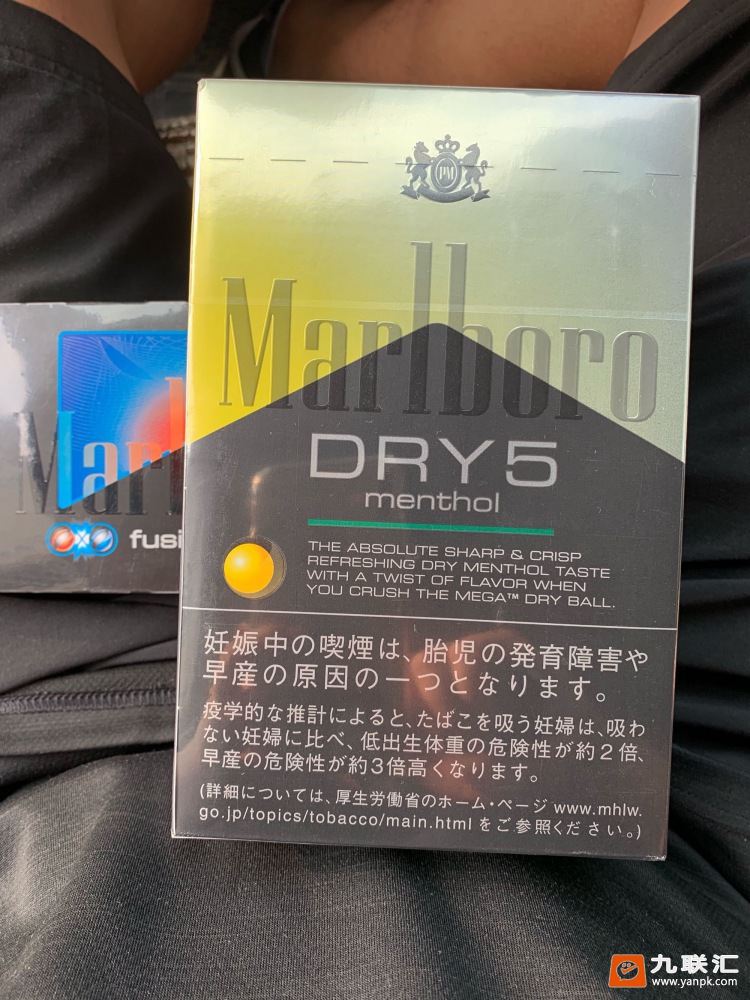 PM
Marlboro
DRY5
menthol
THE ABSOLUTE SHARP & CRISP
REFRESHING DRY MENTHOL TASTE
WITH A TWIST OF FLAVOR WHEN
YOU CRUSH THE MEGA™ DRY BALL.
妊娠中の喫煙は、胎児の発育障害や
早産の原因の一つとなります。
疫学的な推計によると、たばこを吸う妊婦は、吸わ
ない妊婦に比べ、低出生体重の危険性が約2倍、
早産の危険性が約3倍高くなります。
(詳細については、厚生労働省のホーム・ページ www.mhlw.
go.jp/topics/tobacco/main.html をご参照ください。)
Marl
fusi
九联汇
www.yanpk.com